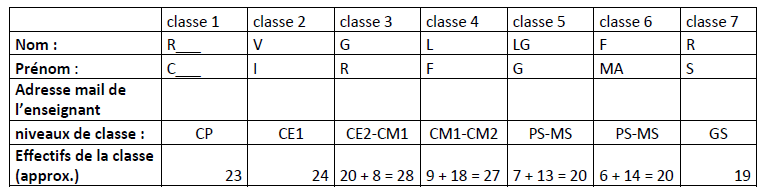 classe 1 classe 2 classe 3 classe 4 classe 5 classe 6 classe 7
Nom : R___ V G L LG F R
Prénom : C___ I R F G MA S
Adresse mail de
l’enseignant
niveaux de classe : CP CE1 CE2-CM1 CM1-CM2 PS-MS PS-MS GS
Effectifs de la classe
(approx.) 23 24 20 + 8 = 28 9 + 18 = 27 7 + 13 = 20 6 + 14 = 20 19